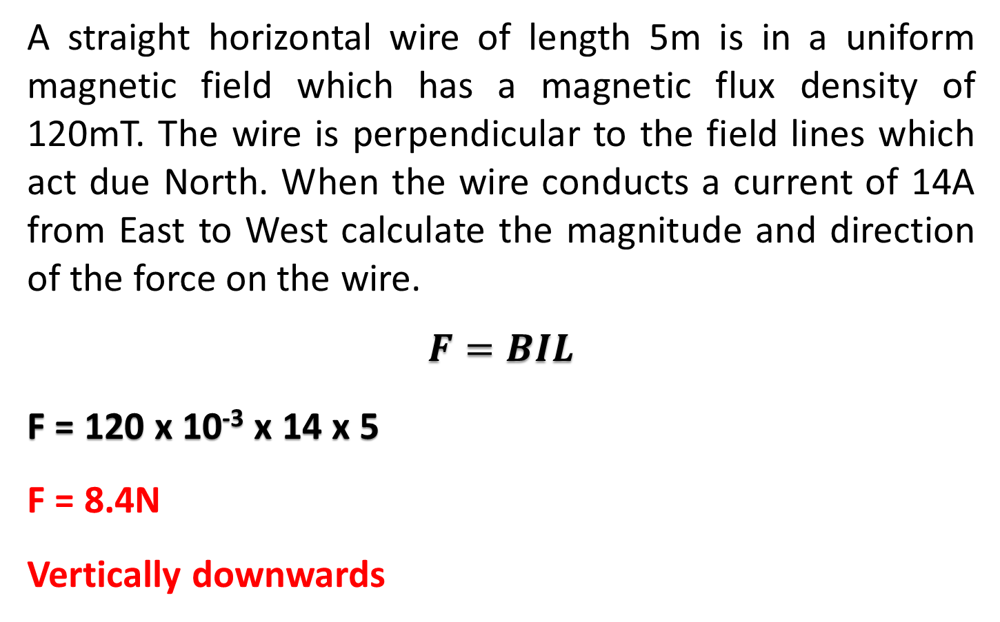 A straight horizontal wire of length 5m is in a uniform
magnetic field which has a magnetic flux density of
120mT. The wire is perpendicular to the field lines which
act due North. When the wire conducts a current of 14A
from East to West calculate the magnitude and direction
of the force on the wire.
F = BIL
F = 120 x 10⁻³ x 14 x 5
F = 8.4N
Vertically downwards